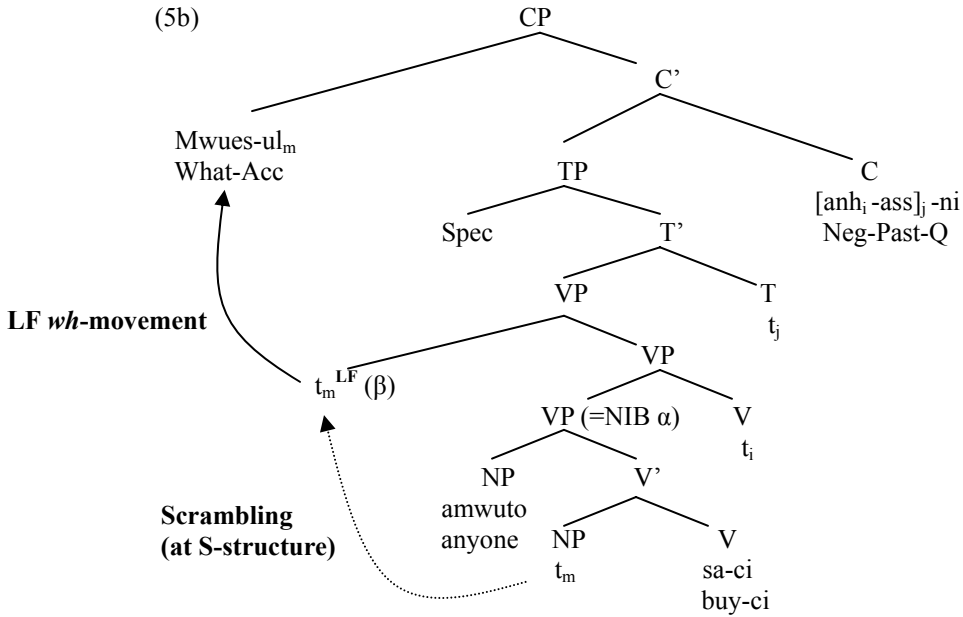 (5b)
CP
C’
Mwues-ulm
What-Acc
TP
C
[anhi -ass]j -ni
Neg-Past-Q
Spec
T’
VP
T
tj
LF wh-movement
VP
tmLF (β)
VP (=NIB α)
V
ti
NP
V’
amwuto
anyone
Scrambling
(at S-structure)
NP
V
tm
sa-ci
buy-ci